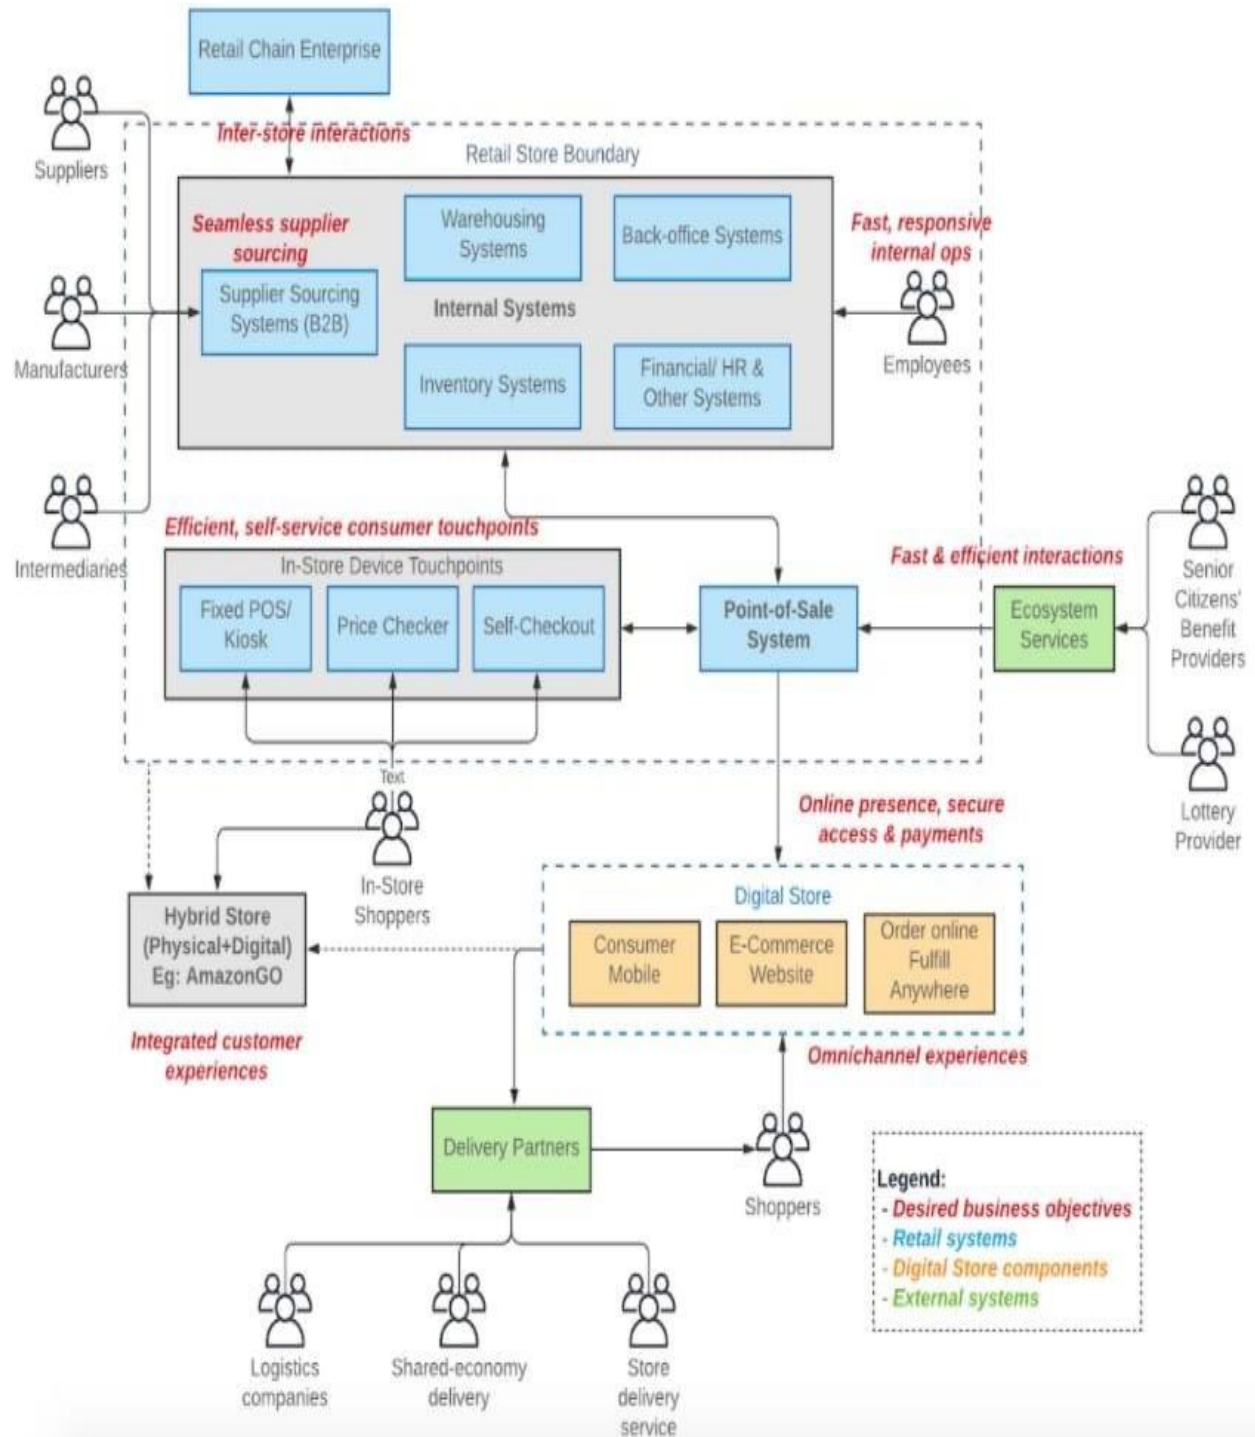 Retail Chain Enterprise
Suppliers
Inter-store interactions
Retail Store Boundary
Seamless supplier
sourcing
Supplier Sourcing
Systems (B2B)
Warehousing
Systems
Back-office Systems
Internal Systems
Inventory Systems
Financial/ HR &
Other Systems
Fast, responsive
internal ops
Employees
Manufacturers
Intermediaries
Efficient, self-service consumer touchpoints
In-Store Device Touchpoints
Fixed POS/
Kiosk
Price Checker
Self-Checkout
Point-of-Sale
System
Fast & efficient interactions
Ecosystem
Services
Senior
Citizens'
Benefit
Providers
Lottery
Provider
Text
In-Store
Shoppers
Online presence, secure
access & payments
Hybrid Store
(Physical+Digital)
Eg: AmazonGO
Integrated customer
experiences
Digital Store
Consumer
Mobile
E-Commerce
Website
Order online
Fulfill
Anywhere
Omnichannel experiences
Delivery Partners
Shoppers
Logistics
companies
Shared-economy
delivery
Store
delivery
service
Legend:
- Desired business objectives
- Retail systems
- Digital Store components
- External systems